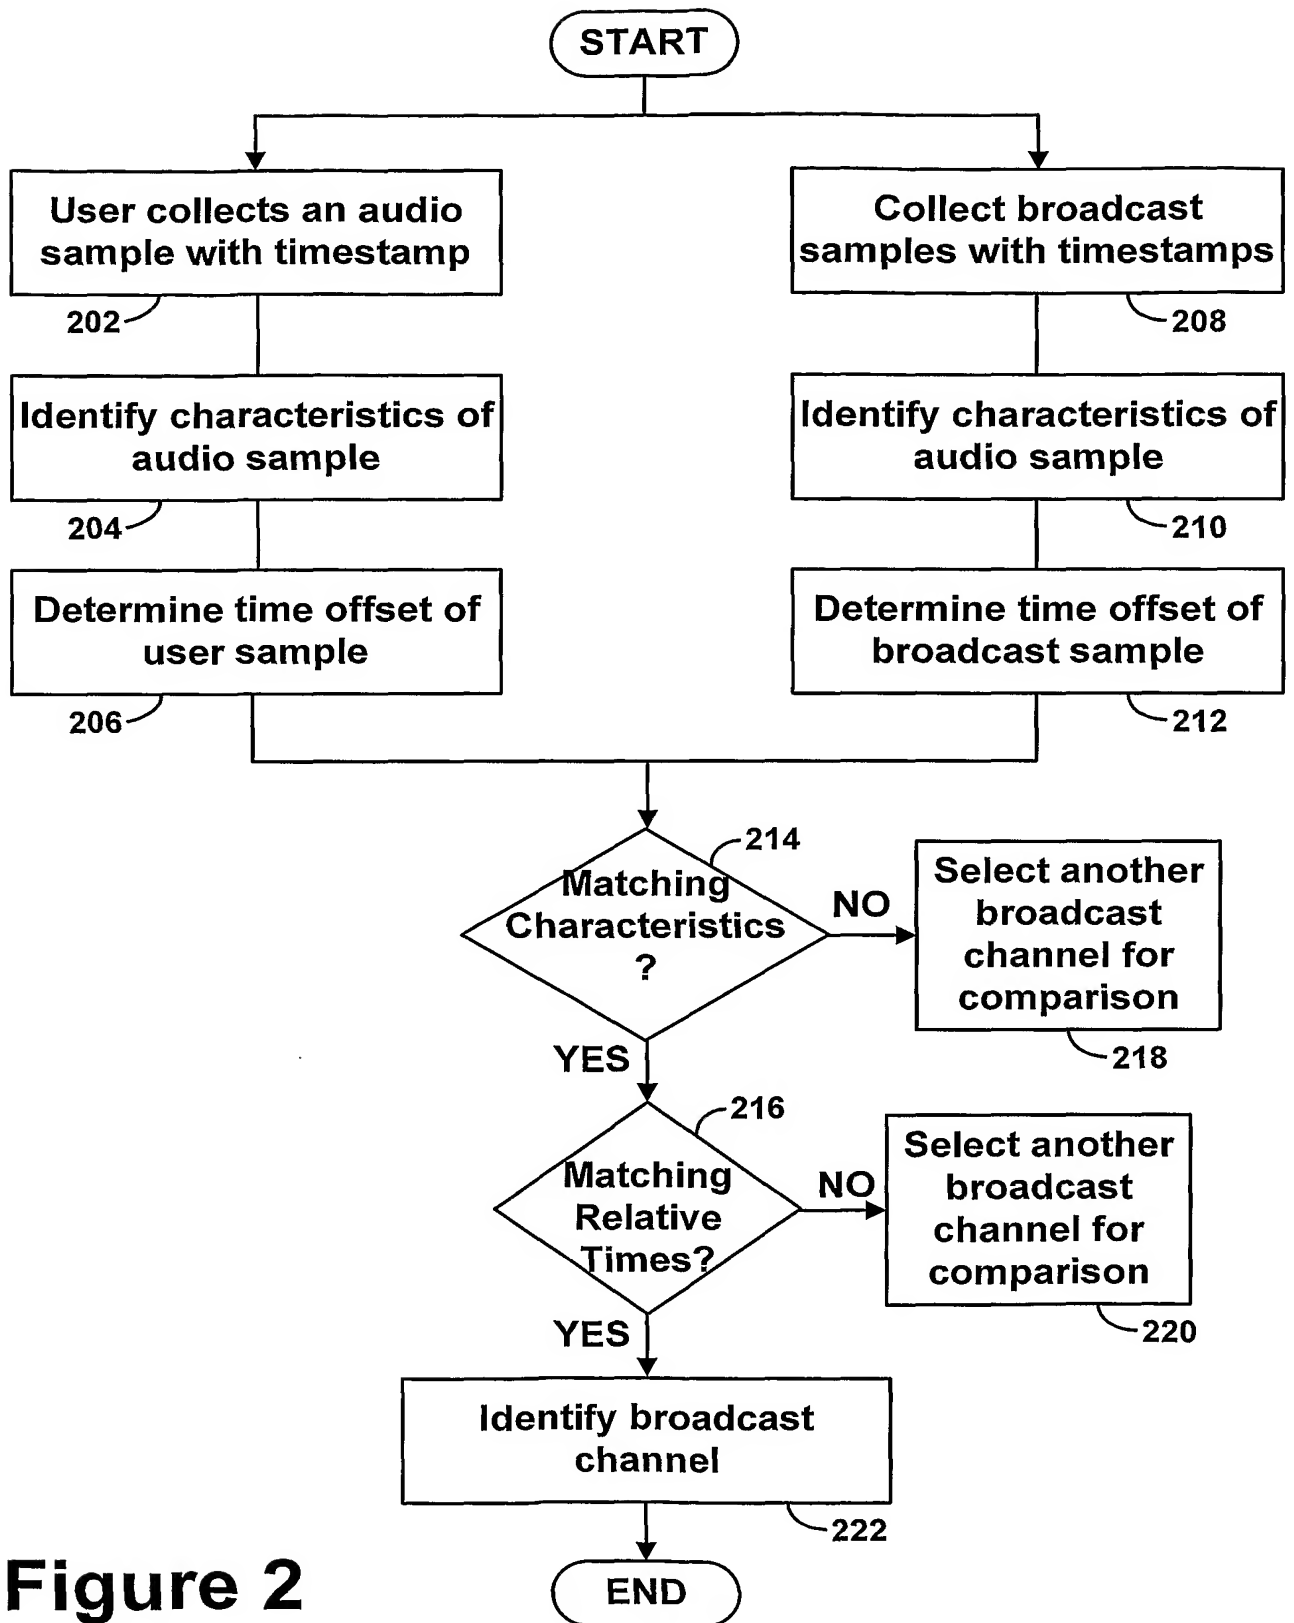 START
User collects an audio
sample with timestamp
202
Collect broadcast
samples with timestamps
208
Identify characteristics of
audio sample
204
Identify characteristics of
audio sample
210
Determine time offset of
user sample
206
Determine time offset of
broadcast sample
212
214
Matching
Characteristics
?
NO
Select another
broadcast
channel for
comparison
218
YES
216
Matching
Relative
Times?
NO
Select another
broadcast
channel for
comparison
220
YES
Identify broadcast
channel
222
END
Figure 2